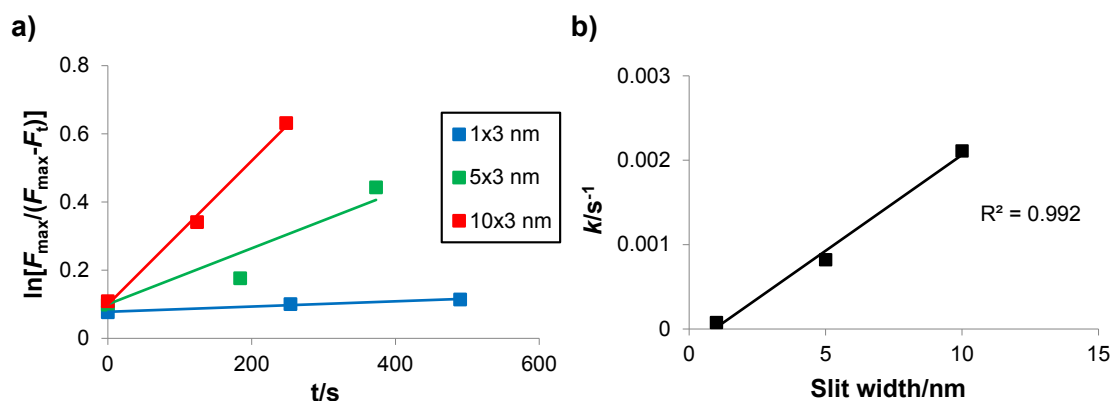 a)
ln[Fmax/(Fmax-Ft)]
0.8
0.6
0.4
0.2
0
0
200
400
600
t/s
1x3 nm
5x3 nm
10x3 nm
b)
k/s-1
0.003
0.002
0.001
0
0
5
10
15
Slit width/nm
R² = 0.992